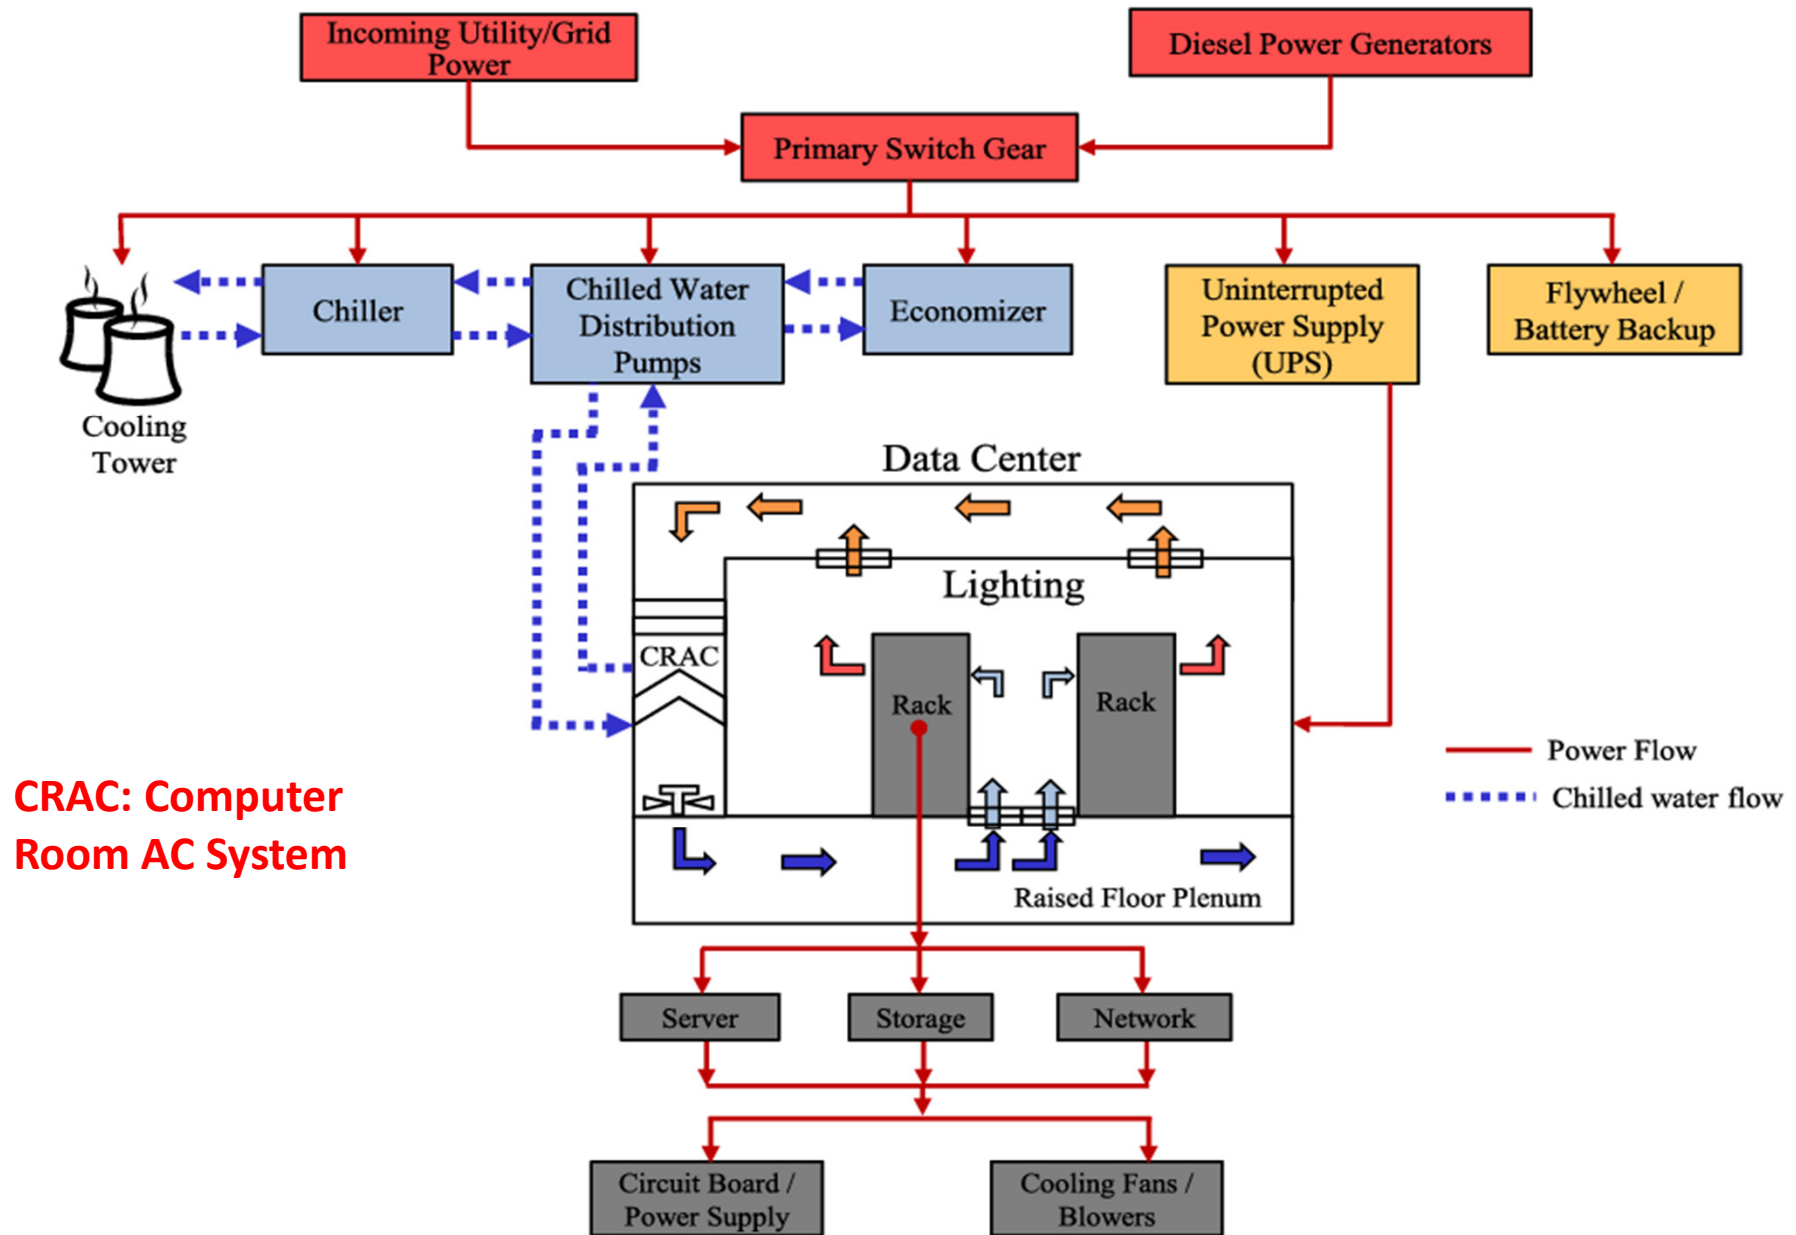 Incoming Utility/Grid
Power
Diesel Power Generators
Primary Switch Gear
Chiller
Chilled Water
Distribution
Pumps
Economizer
Uninterrupted
Power Supply
(UPS)
Flywheel /
Battery Backup
Cooling
Tower
Data Center
Lighting
CRAC
Rack
Rack
Power Flow
Chilled water flow
CRAC: Computer
Room AC System
Raised Floor Plenum
Server
Storage
Network
Circuit Board /
Power Supply
Cooling Fans /
Blowers